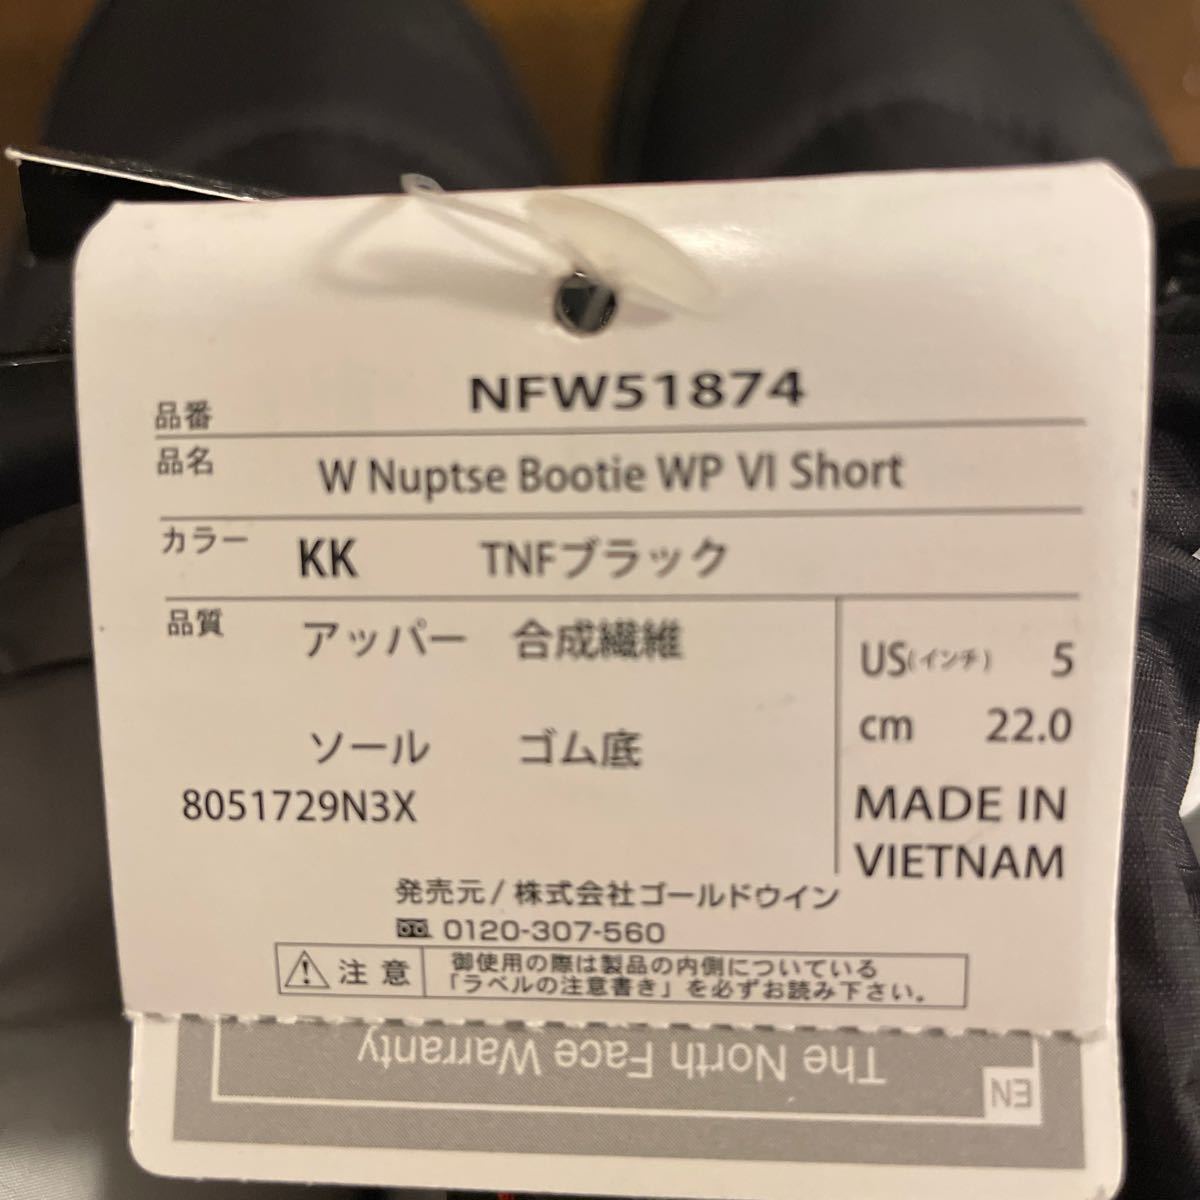 品番 NFW51874
品名 W Nuptse Bootie WP VI Short
カラー KK TNFブラック
品質 アッパー 合成繊維
ソール ゴム底
8051729N3X
US(インチ) 5
cm 22.0
MADE IN
VIETNAM
発売元/株式会社ゴールドウイン
0120-307-560
注意
御使用の際は製品の内側についている
「ラベルの注意書き」を必ずお読み下さい。
The North Face Warranty
EN